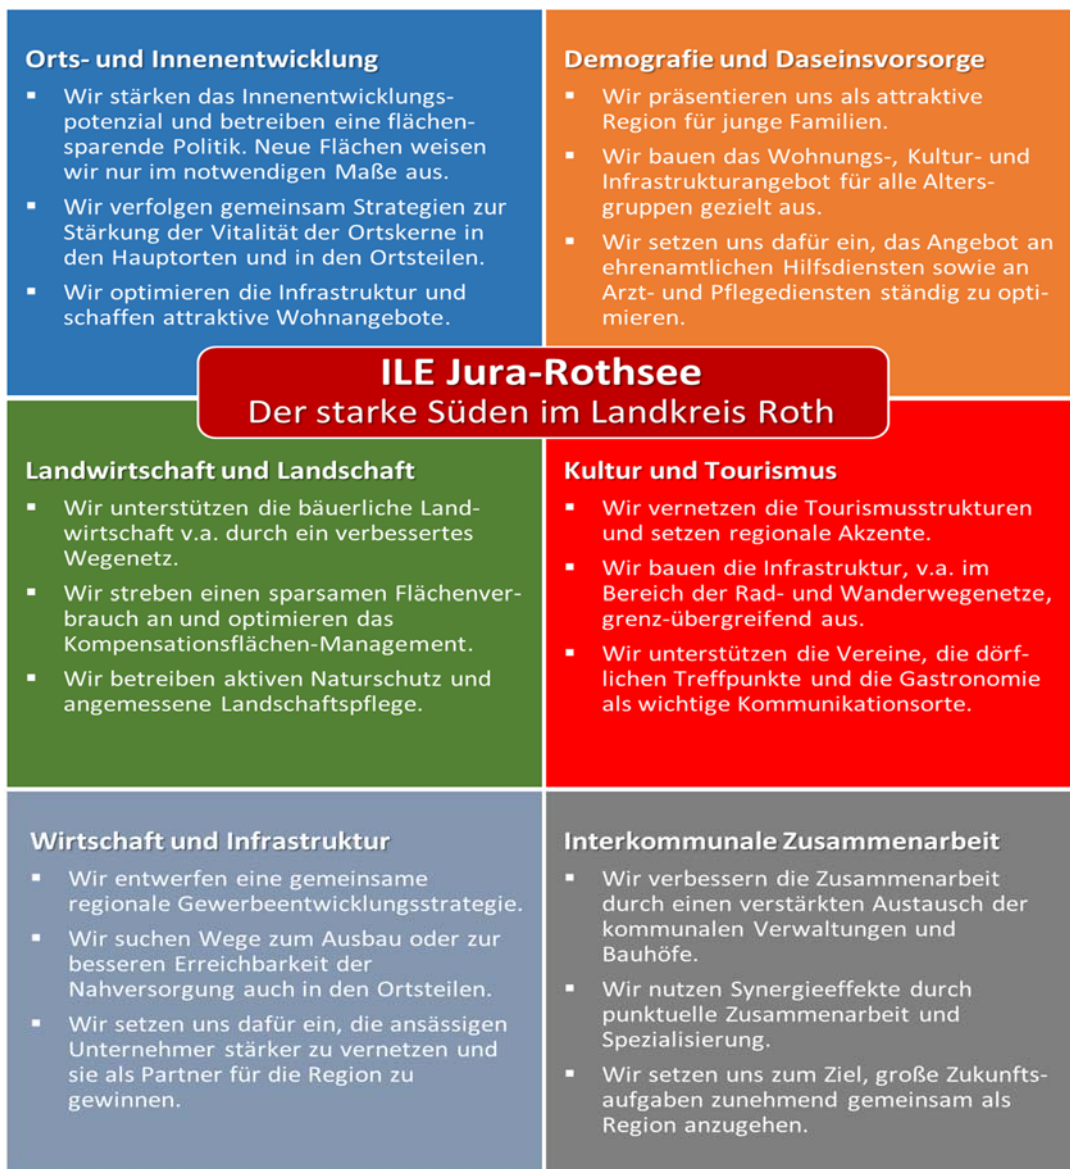 Orts- und Innenentwicklung
▪ Wir stärken das Innenentwicklungs-
potenzial und betreiben eine flächen-
sparende Politik. Neue Flächen weisen
wir nur im notwendigen Maße aus.
▪ Wir verfolgen gemeinsam Strategien zur
Stärkung der Vitalität der Ortskerne in
den Hauptorten und in den Ortsteilen.
▪ Wir optimieren die Infrastruktur und
schaffen attraktive Wohnangebote.
Demografie und Daseinsvorsorge
▪ Wir präsentieren uns als attraktive
Region für junge Familien.
▪ Wir bauen das Wohnungs-, Kultur- und
Infrastrukturangebot für alle Alters-
gruppen gezielt aus.
▪ Wir setzen uns dafür ein, das Angebot an
ehrenamtlichen Hilfsdiensten sowie an
Arzt- und Pflegediensten ständig zu opti-
mieren.
ILE Jura-Rothsee
Der starke Süden im Landkreis Roth
Landwirtschaft und Landschaft
▪ Wir unterstützen die bäuerliche Land-
wirtschaft v.a. durch ein verbessertes
Wegenetz.
▪ Wir streben einen sparsamen Flächenver-
brauch an und optimieren das
Kompensationsflächen-Management.
▪ Wir betreiben aktiven Naturschutz und
angemessene Landschaftspflege.
Kultur und Tourismus
▪ Wir vernetzen die Tourismusstrukturen
und setzen regionale Akzente.
▪ Wir bauen die Infrastruktur, v.a. im
Bereich der Rad- und Wanderwegenetze,
grenz-übergreifend aus.
▪ Wir unterstützen die Vereine, die dörf-
lichen Treffpunkte und die Gastronomie
als wichtige Kommunikationsorte.
Wirtschaft und Infrastruktur
▪ Wir entwerfen eine gemeinsame
regionale Gewerbeentwicklungsstrategie.
▪ Wir suchen Wege zum Ausbau oder zur
besseren Erreichbarkeit der
Nahversorgung auch in den Ortsteilen.
▪ Wir setzen uns dafür ein, die ansässigen
Unternehmer stärker zu vernetzen und
sie als Partner für die Region zu
gewinnen.
Interkommunale Zusammenarbeit
▪ Wir verbessern die Zusammenarbeit
durch einen verstärkten Austausch der
kommunalen Verwaltungen und
Bauhöfe.
▪ Wir nutzen Synergieeffekte durch
punktuelle Zusammenarbeit und
Spezialisierung.
▪ Wir setzen uns zum Ziel, große Zukunfts-
aufgaben zunehmend gemeinsam als
Region anzugehen.